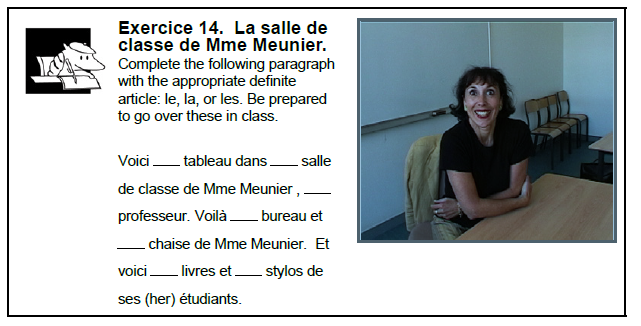 Exercice 14. La salle de
classe de Mme Meunier.
Complete the following paragraph
with the appropriate definite
article: le, la, or les. Be prepared
to go over these in class.
Voici ____ tableau dans ____ salle
de classe de Mme Meunier , ____
professeur. Voilà ____ bureau et
____ chaise de Mme Meunier. Et
voici ____ livres et ____ stylos de
ses (her) étudiants.